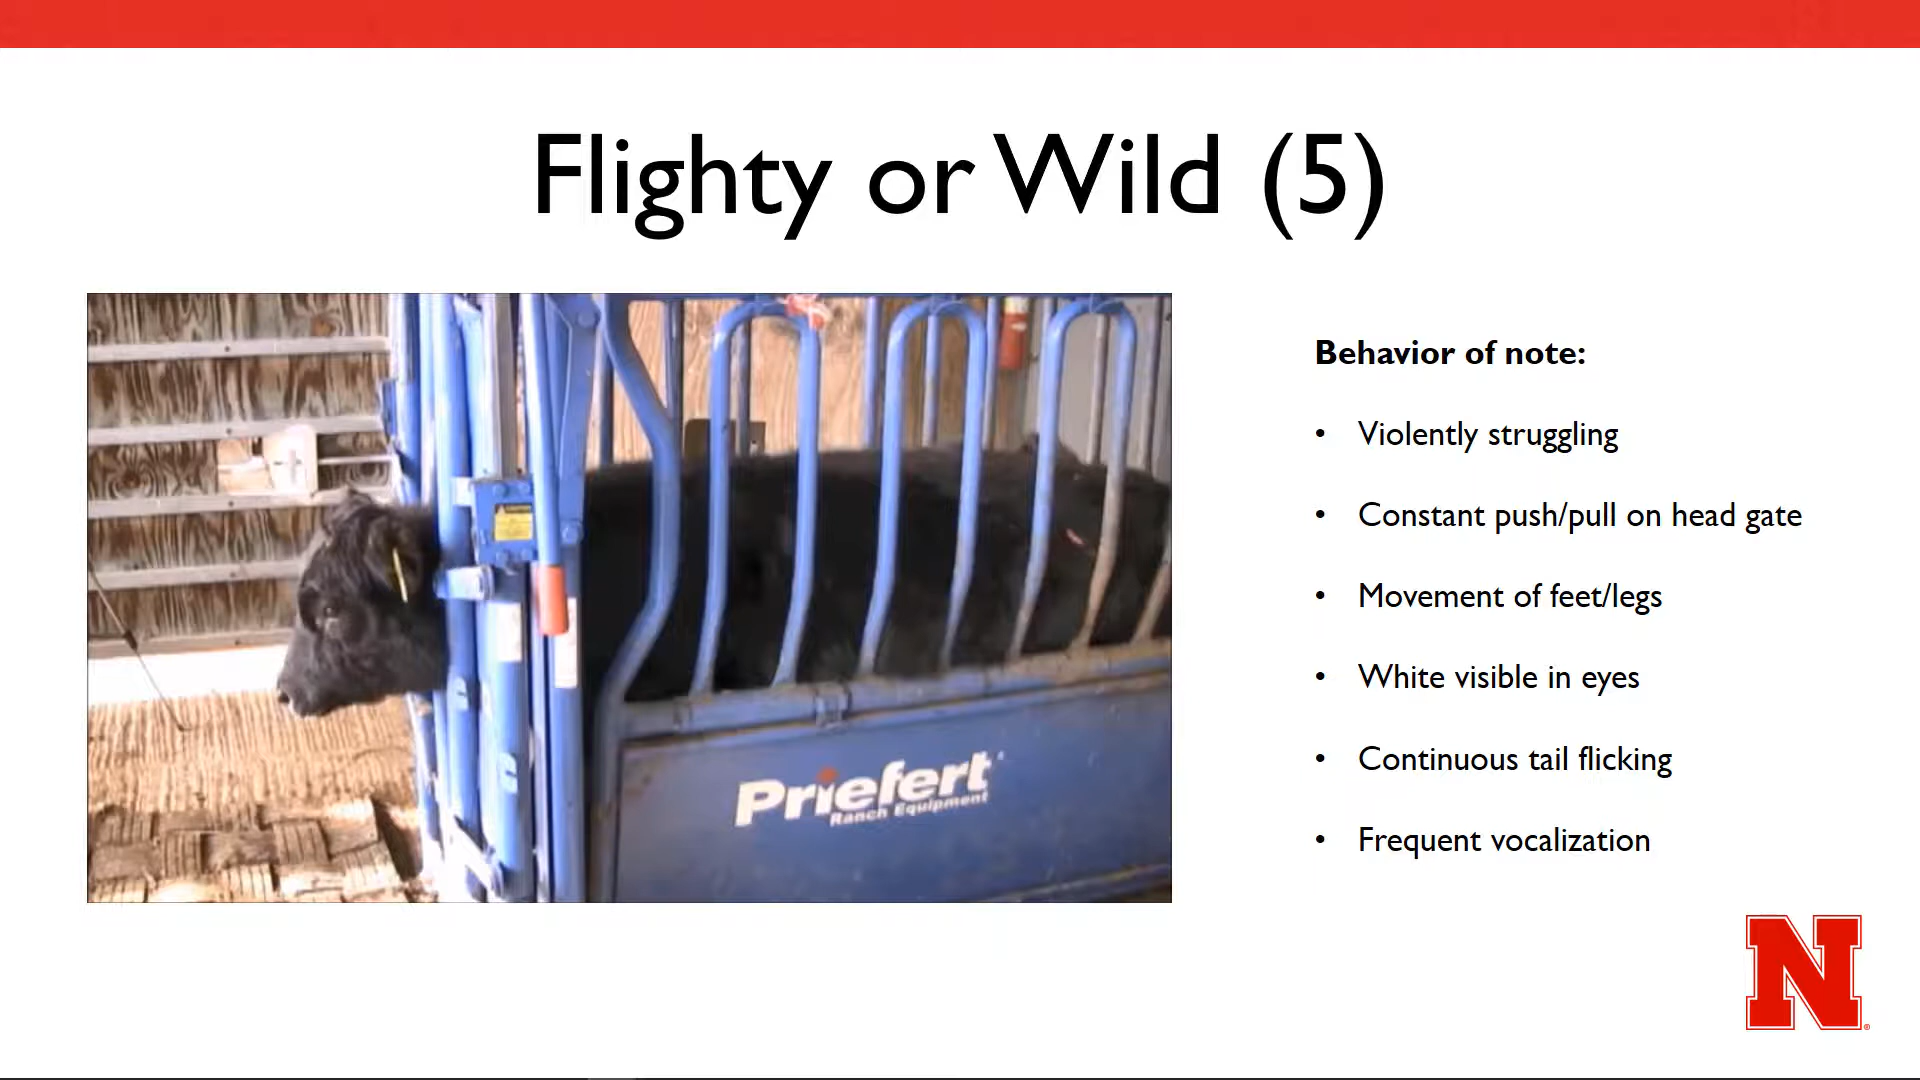 Flighty or Wild (5)
Behavior of note:
• Violently struggling
• Constant push/pull on head gate
• Movement of feet/legs
• White visible in eyes
• Continuous tail flicking
• Frequent vocalization
Priefert
Ranch Equipment
N